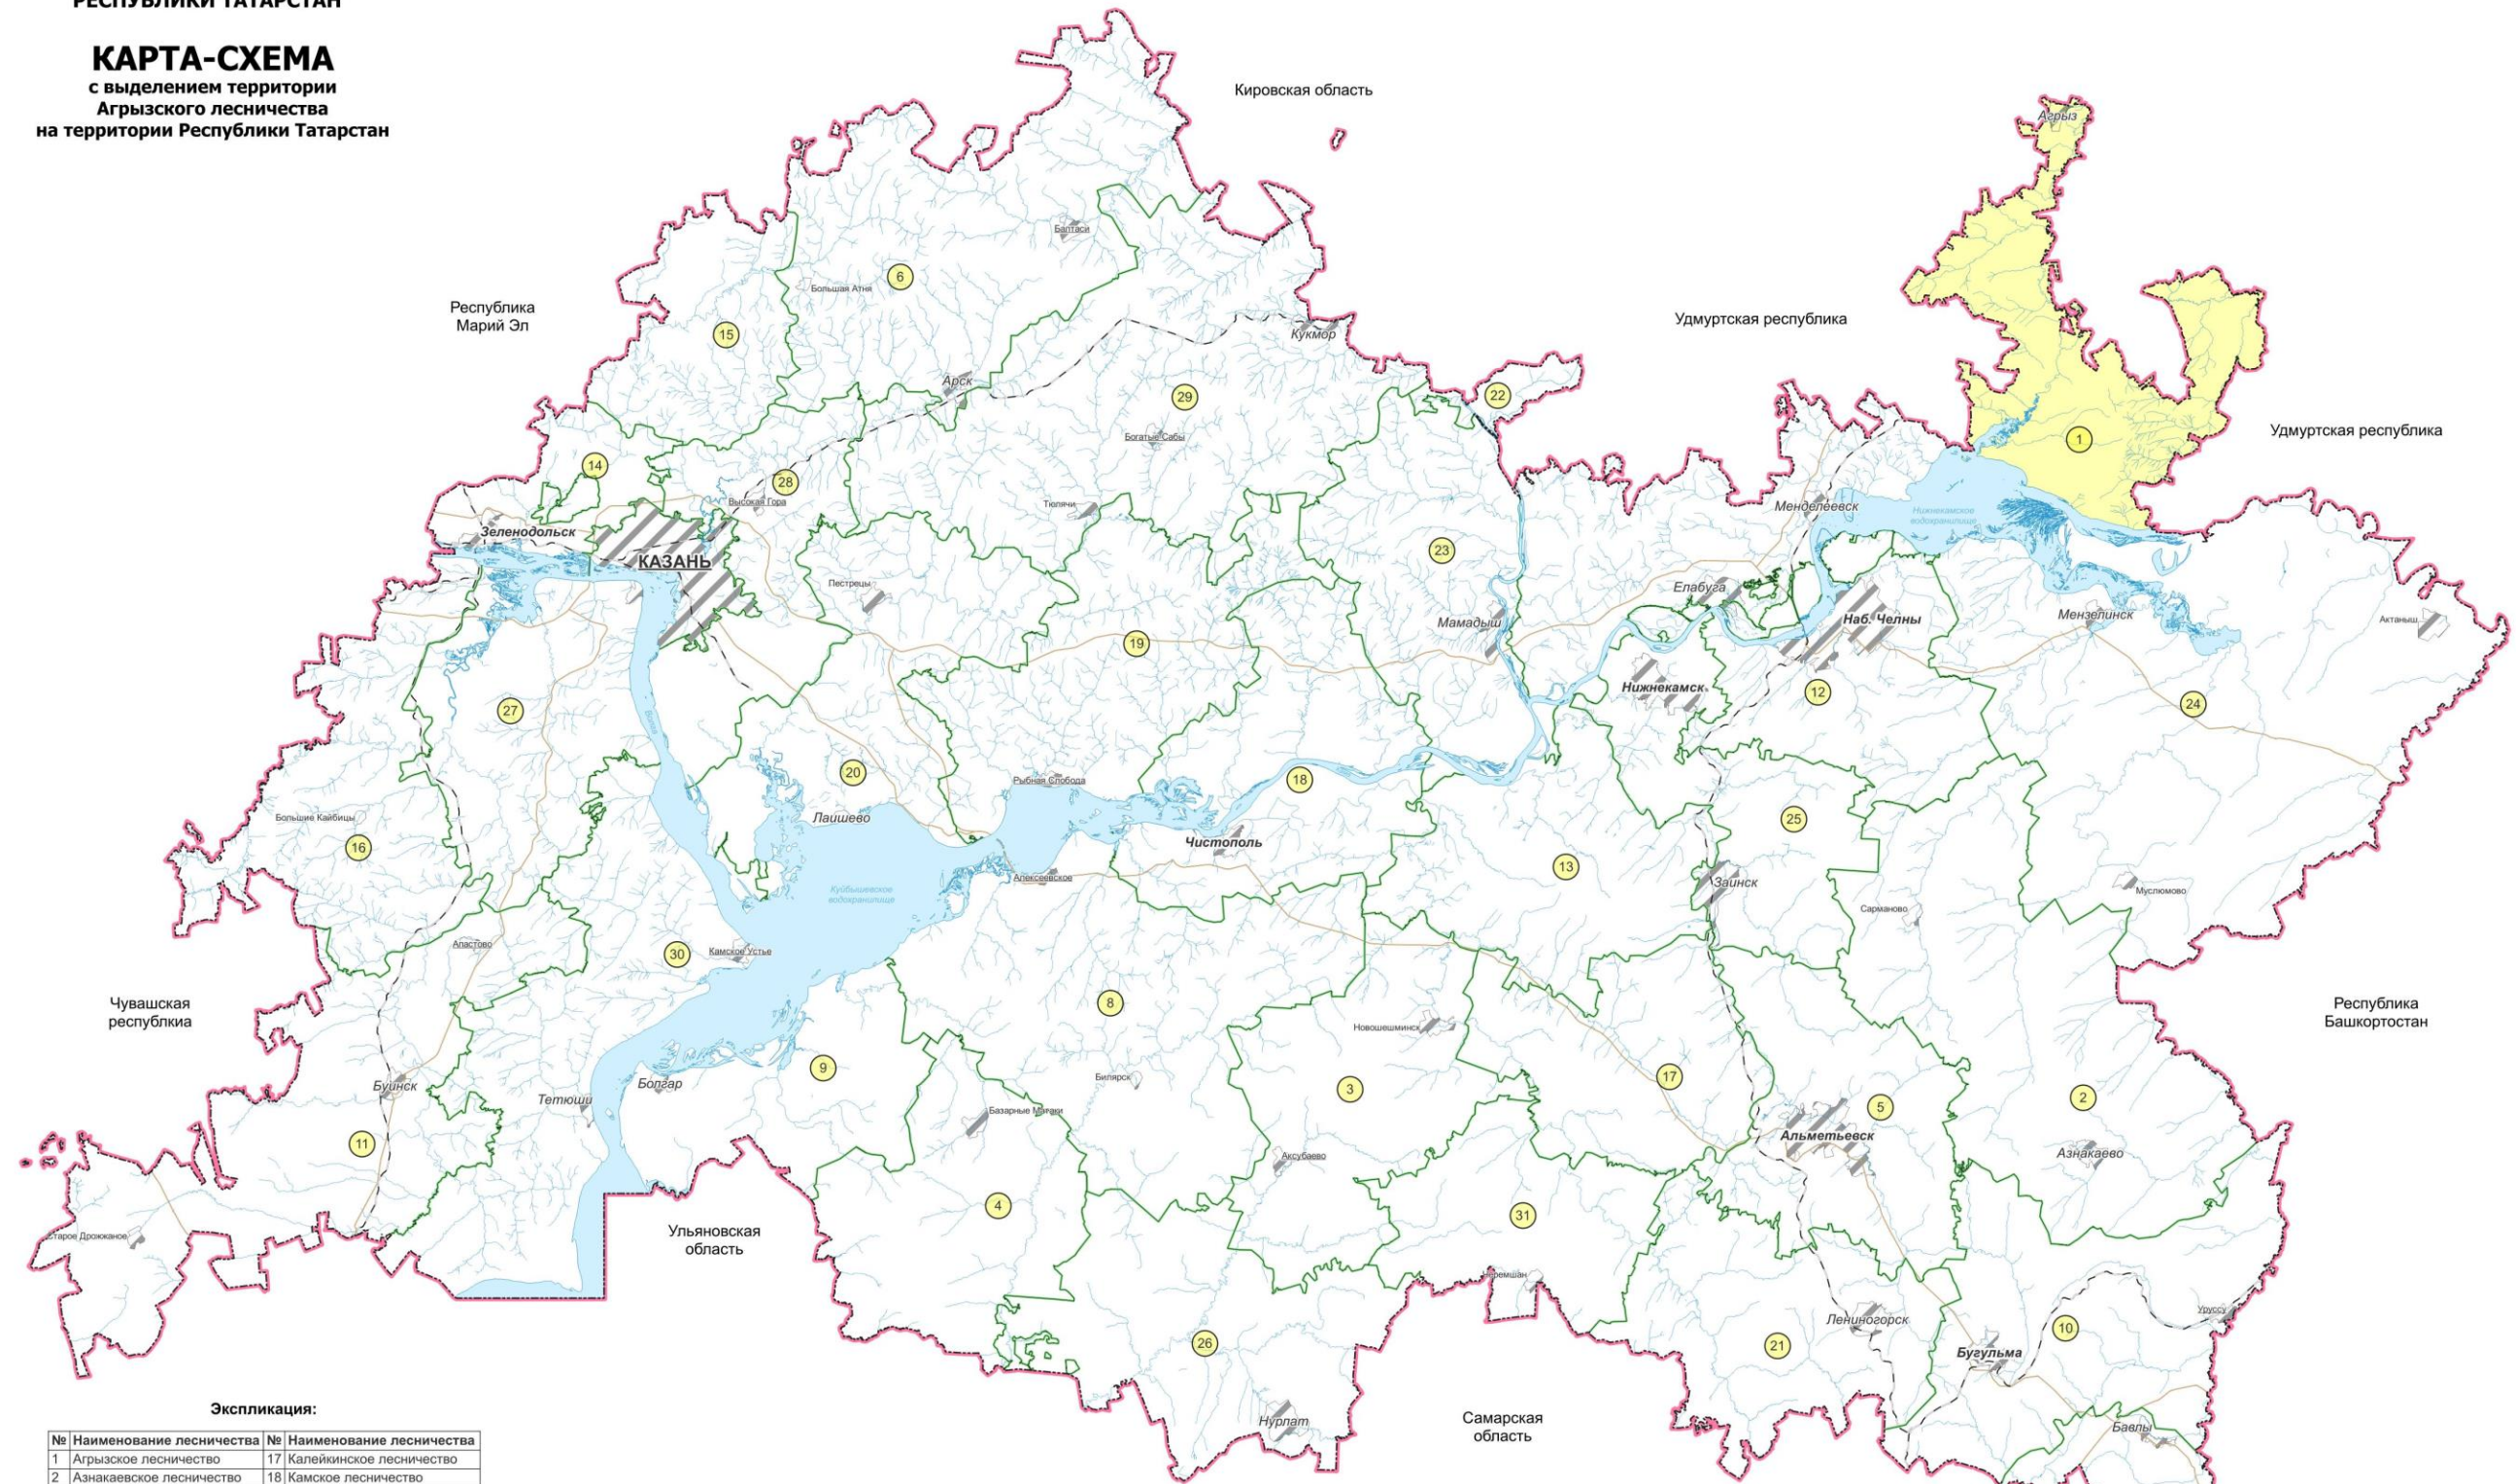 РЕСПУБЛИКИ ТАТАРСТАН
КАРТА-СХЕМА
с выделением территории
Агрызского лесничества
на территории Республики Татарстан
Кировская область
Агрыз
Балтаси
6
Большая Атня
Республика
Марий Эл
15
Удмуртская республика
Кукмор
Арск
29
22
Богатые Сабы
Удмуртская республика
1
14
28
Высокая Гора
Тюлячи
Менделеевск
Нижнекамское
водохранилище
Зеленодольск
КАЗАНЬ
23
Пестрецы
Елабуга
Мамадыш
Наб. Челны
Мензелинск
Актаныш
19
Нижнекамск
12
24
27
Волга
20
Рыбная Слобода
18
Лаишево
25
Большие Кайбицы
16
Чистополь
13
Алексеевское
Куйбышевское
водохранилище
Заинск
Муслюмово
Сарманово
Апастово
30
Камское Устье
8
Чувашская
республкиа
Новошешминск
Республика
Башкортостан
9
Буинск
Болгар
Билярск
3
17
Тетюши
Базарные Матаки
5
2
11
Альметьевск
Аксубаево
Азнакаево
4
31
Старое Дрожжаное
Ульяновская
область
Черемшан
Уруссу
Лениногорск
10
26
21
Бугульма
Нурлат
Самарская
область
Бавлы
Экспликация:
№ Наименование лесничества № Наименование лесничества
1 Агрызское лесничество 17 Калейкинское лесничество
2 Азнакаевское лесничество 18 Камское лесничество